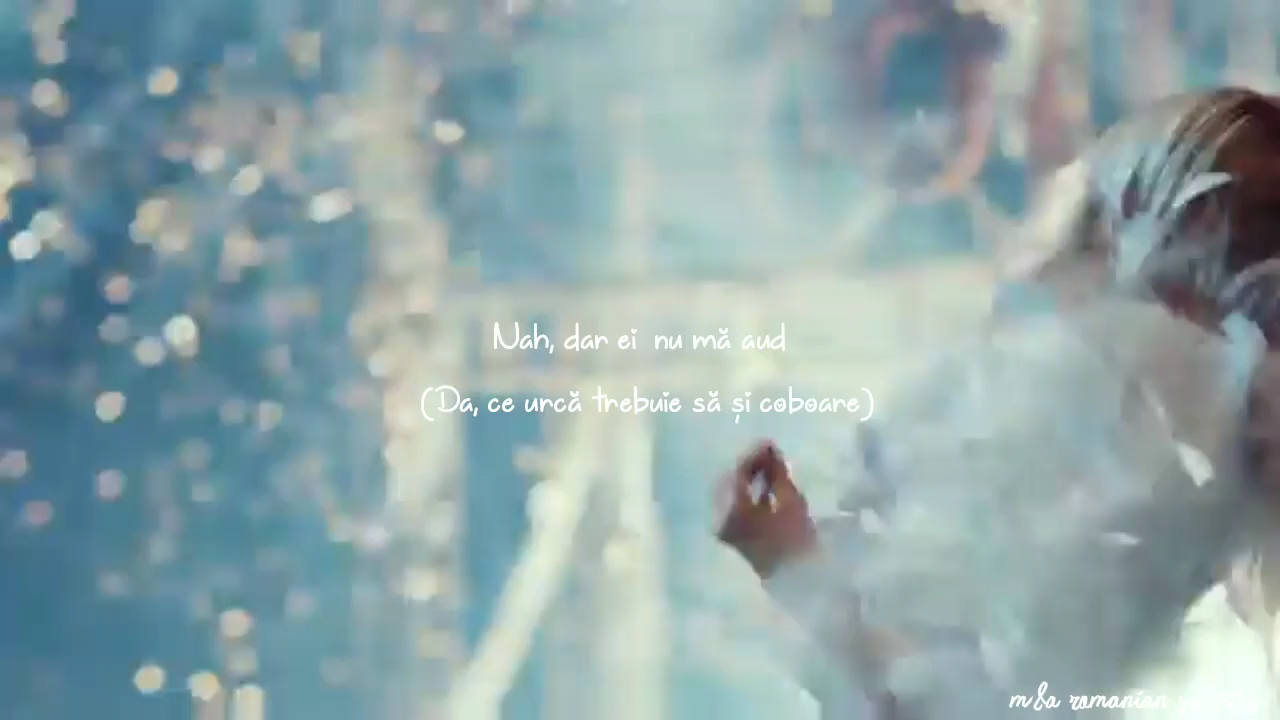 Nah, dar ei nu mă aud
(Da, ce urcă trebuie să și coboare)
m&a romanian